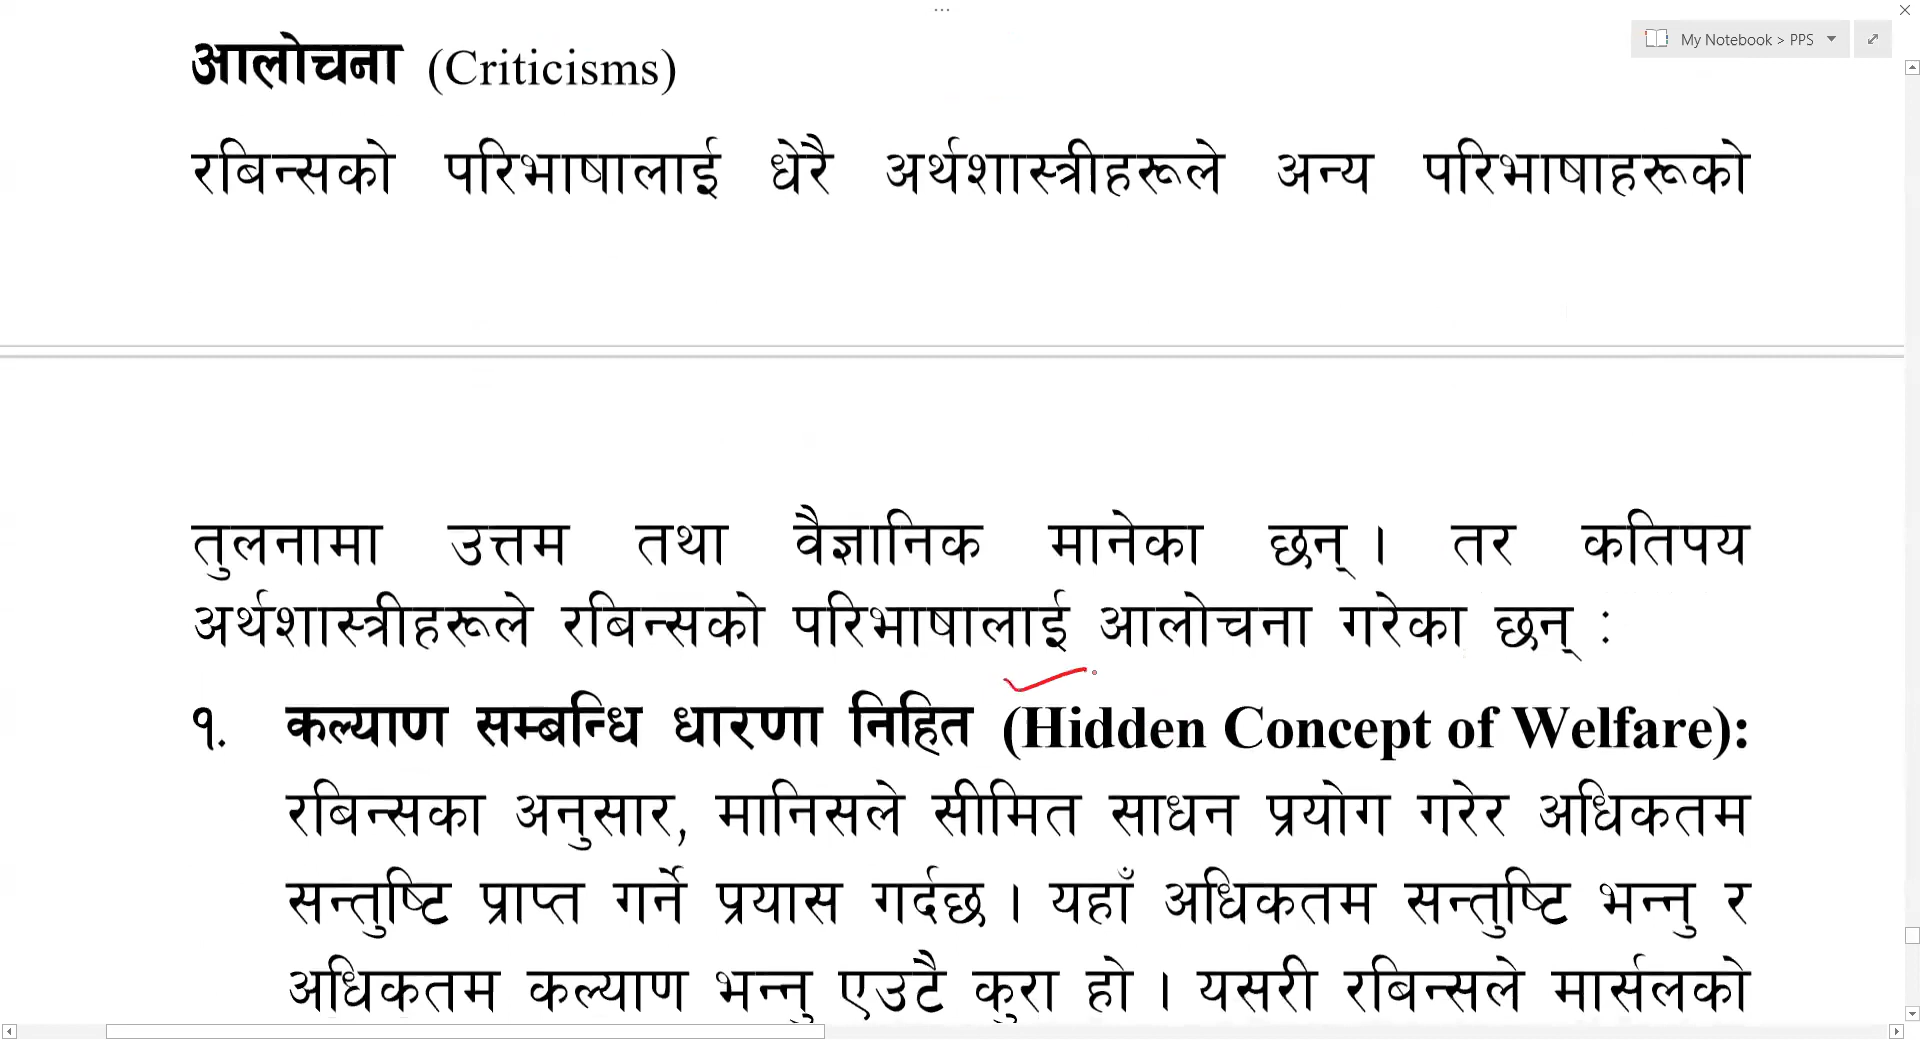 My Notebook > PPS
आलोचना (Criticisms)
रबिन्सको परिभाषालाई धेरै अर्थशास्त्रीहरूले अन्य परिभाषाहरूको
तुलनामा उत्तम तथा वैज्ञानिक मानेका छन् । तर कतिपय
अर्थशास्त्रीहरूले रबिन्सको परिभाषालाई आलोचना गरेका छन् :
१. कल्याण सम्बन्धि धारणा निहित (Hidden Concept of Welfare):
रबिन्सका अनुसार, मानिसले सीमित साधन प्रयोग गरेर अधिकतम
सन्तुष्टि प्राप्त गर्ने प्रयास गर्दछ । यहाँ अधिकतम सन्तुष्टि भन्नु र
अधिकतम कल्याण भन्नु एउटै कुरा हो । यसरी रबिन्सले मार्सलको